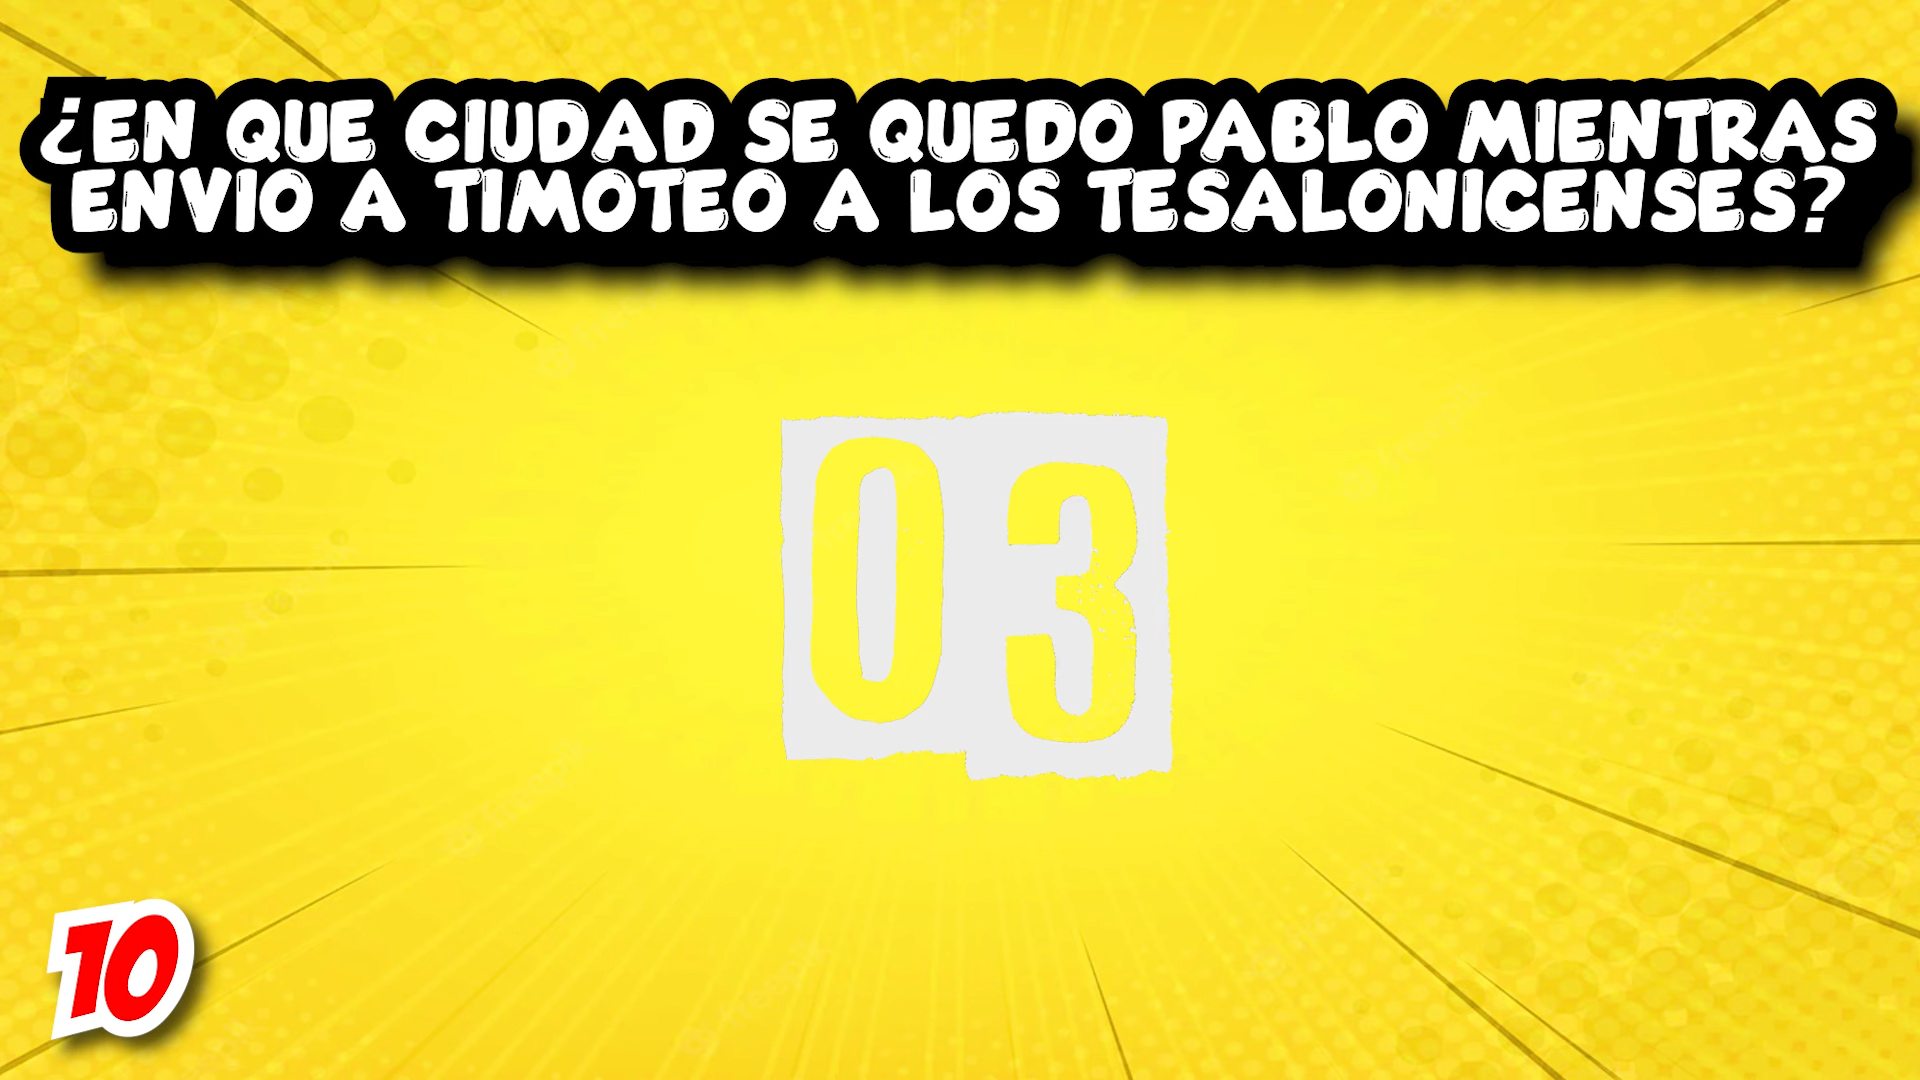 ¿EN QUE CIUDAD SE QUEDO PABLO MIENTRAS
ENVIO A TIMOTEO A LOS TESALONICENSES?
03
10